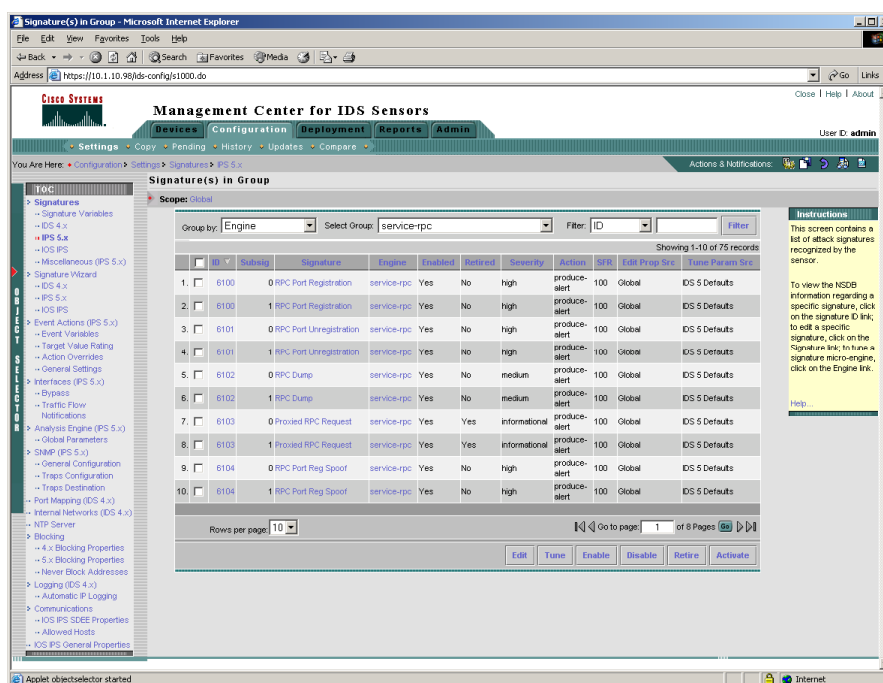 Signature(s) in Group - Microsoft Internet Explorer
File Edit View Favorites Tools Help
Back Search Favorites Media
Address https://10.1.10.98/ids-config/s1000.do Go Links
CISCO SYSTEMS
Close | Help | About
Management Center for IDS Sensors
Devices Configuration Deployment Reports Admin
User ID: admin
Settings Copy Pending History Updates Compare
You Are Here: Configuration > Settings > Signatures > IPS 5.x
Actions & Notifications:
TOC
Signatures
Signature Variables
IDS 4.x
IPS 5.x
IOS IPS
Miscellaneous (IPS 5.x)
Signature Wizard
IDS 4.x
IPS 5.x
IOS IPS
Event Actions (IPS 5.x)
Event Variables
Target Value Rating
Action Overrides
General Settings
Interfaces (IPS 5.x)
Bypass
Traffic Flow
Notifications
Analysis Engine (IPS 5.x)
Global Parameters
SNMP (IPS 5.x)
General Configuration
Traps Configuration
Traps Destination
Port Mapping (IDS 4.x)
Internal Networks (IDS 4.x)
NTP Server
Blocking
4.x Blocking Properties
5.x Blocking Properties
Never Block Addresses
Logging (IDS 4.x)
Automatic IP Logging
Communications
IOS IPS SDEE Properties
Allowed Hosts
IOS IPS General Properties
OBJECT SELECTOR
Signature(s) in Group
Scope: Global
Group by: Engine Select Group: service-rpc Filter: ID Filter
Showing 1-10 of 75 records
ID Subsig Signature Engine Enabled Retired Severity Action SFR Edit Prop Src Tune Param Src
1. 6100 0 RPC Port Registration service-rpc Yes No high produce-alert 100 Global IDS 5 Defaults
2. 6100 1 RPC Port Registration service-rpc Yes No high produce-alert 100 Global IDS 5 Defaults
3. 6101 0 RPC Port Unregistration service-rpc Yes No high produce-alert 100 Global IDS 5 Defaults
4. 6101 1 RPC Port Unregistration service-rpc Yes No high produce-alert 100 Global IDS 5 Defaults
5. 6102 0 RPC Dump service-rpc Yes No medium produce-alert 100 Global IDS 5 Defaults
6. 6102 1 RPC Dump service-rpc Yes No medium produce-alert 100 Global IDS 5 Defaults
7. 6103 0 Proxied RPC Request service-rpc Yes Yes informational produce-alert 100 Global IDS 5 Defaults
8. 6103 1 Proxied RPC Request service-rpc Yes Yes informational produce-alert 100 Global IDS 5 Defaults
9. 6104 0 RPC Port Reg Spoof service-rpc Yes No high produce-alert 100 Global IDS 5 Defaults
10. 6104 1 RPC Port Reg Spoof service-rpc Yes No high produce-alert 100 Global IDS 5 Defaults
Rows per page: 10 Go to page: 1 of 8 Pages Go
Edit Tune Enable Disable Retire Activate
Instructions
This screen contains a
list of attack signatures
recognized by the
sensor.
To view the NSDB
information regarding a
specific signature, click
on the signature ID link;
to edit a specific
signature, click on the
Signature link; to tune a
signature micro-engine,
click on the Engine link.
Help...
Applet objectselector started Internet